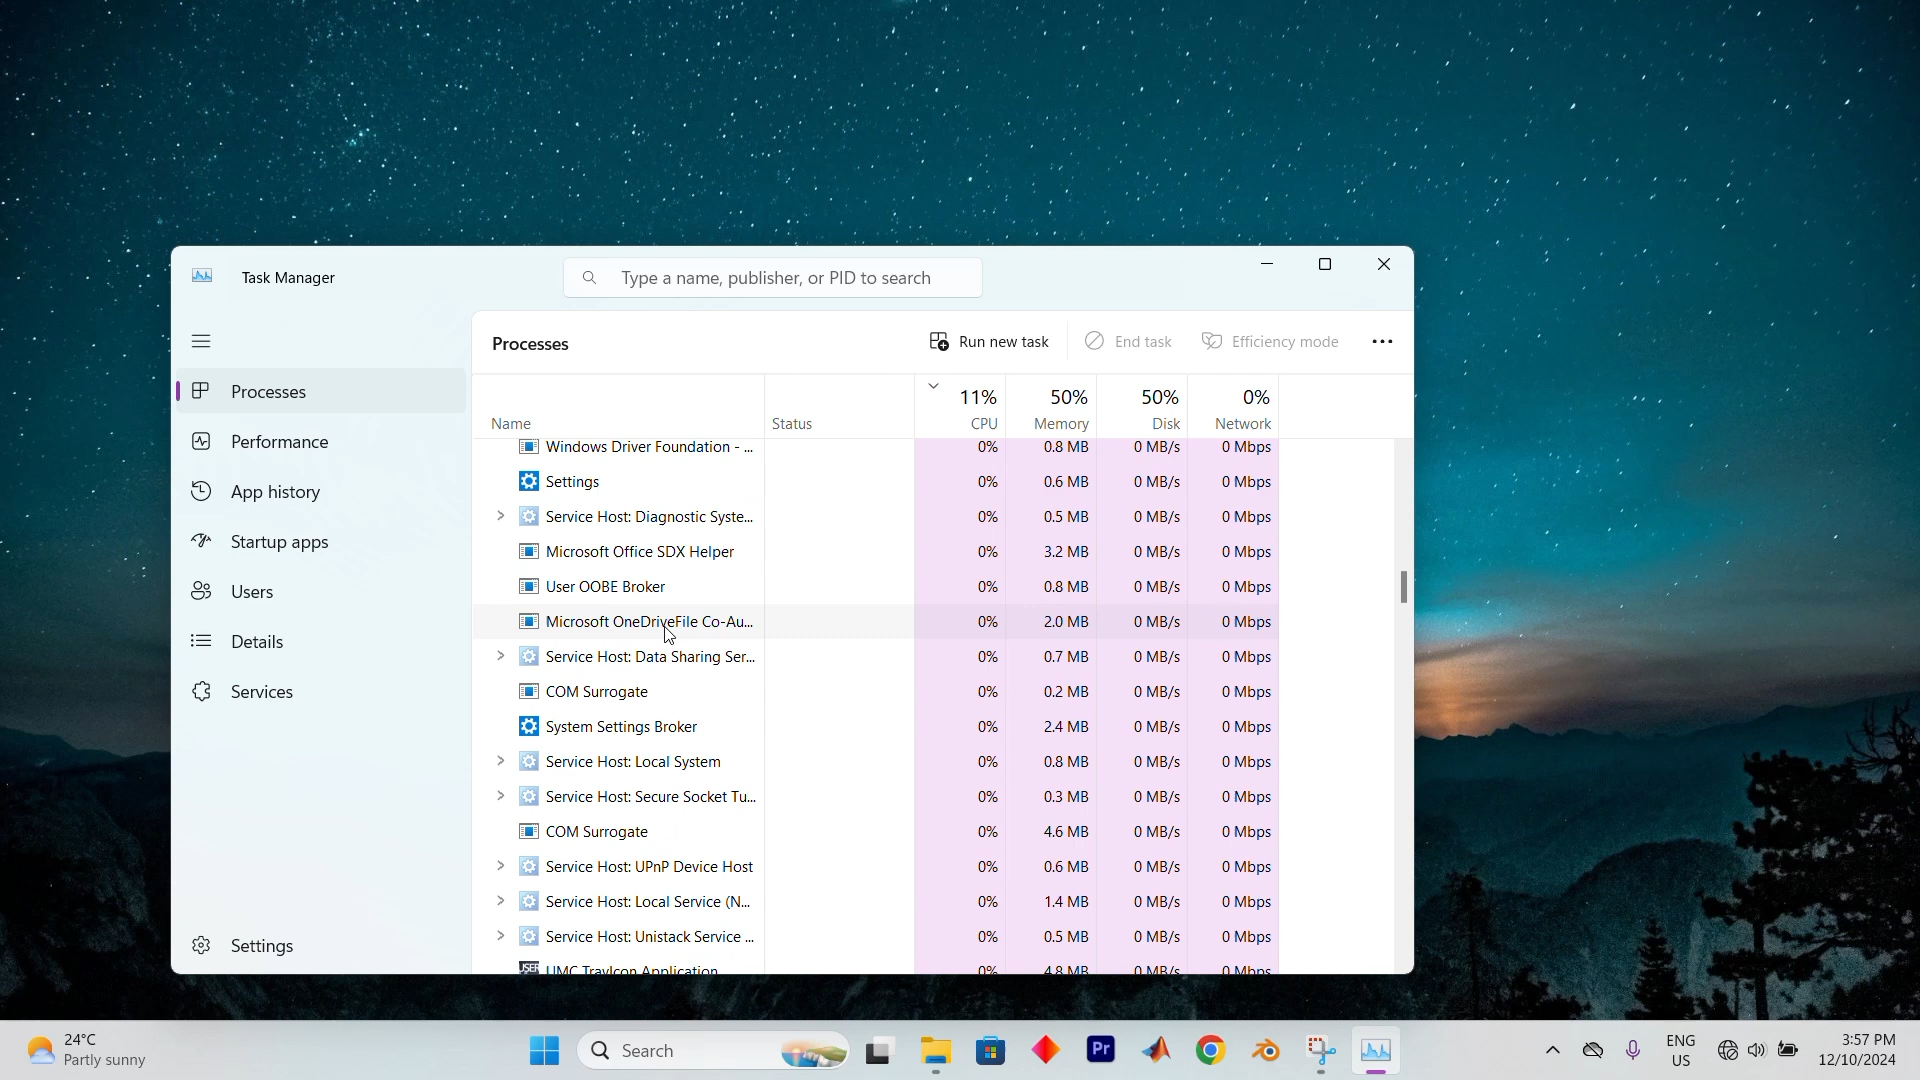 Task Manager
Type a name, publisher, or PID to search
Processes
Run new task
End task
Efficiency mode
Processes
Performance
App history
Startup apps
Users
Details
Services
Settings
11% 50% 50% 0%
Name Status CPU Memory Disk Network
Windows Driver Foundation - ... 0% 0.8 MB 0 MB/s 0 Mbps
Settings 0% 0.6 MB 0 MB/s 0 Mbps
Service Host: Diagnostic Syste... 0% 0.5 MB 0 MB/s 0 Mbps
Microsoft Office SDX Helper 0% 3.2 MB 0 MB/s 0 Mbps
User OOBE Broker 0% 0.8 MB 0 MB/s 0 Mbps
Microsoft OneDriveFile Co-Au... 0% 2.0 MB 0 MB/s 0 Mbps
Service Host: Data Sharing Ser... 0% 0.7 MB 0 MB/s 0 Mbps
COM Surrogate 0% 0.2 MB 0 MB/s 0 Mbps
System Settings Broker 0% 2.4 MB 0 MB/s 0 Mbps
Service Host: Local System 0% 0.8 MB 0 MB/s 0 Mbps
Service Host: Secure Socket Tu... 0% 0.3 MB 0 MB/s 0 Mbps
COM Surrogate 0% 4.6 MB 0 MB/s 0 Mbps
Service Host: UPnP Device Host 0% 0.6 MB 0 MB/s 0 Mbps
Service Host: Local Service (N... 0% 1.4 MB 0 MB/s 0 Mbps
Service Host: Unistack Service ... 0% 0.5 MB 0 MB/s 0 Mbps
USER UMC TrayIcon Application 0% 4.8 MB 0 MB/s 0 Mbps
24°C
Partly sunny
Search
Pr
ENG
US
3:57 PM
12/10/2024